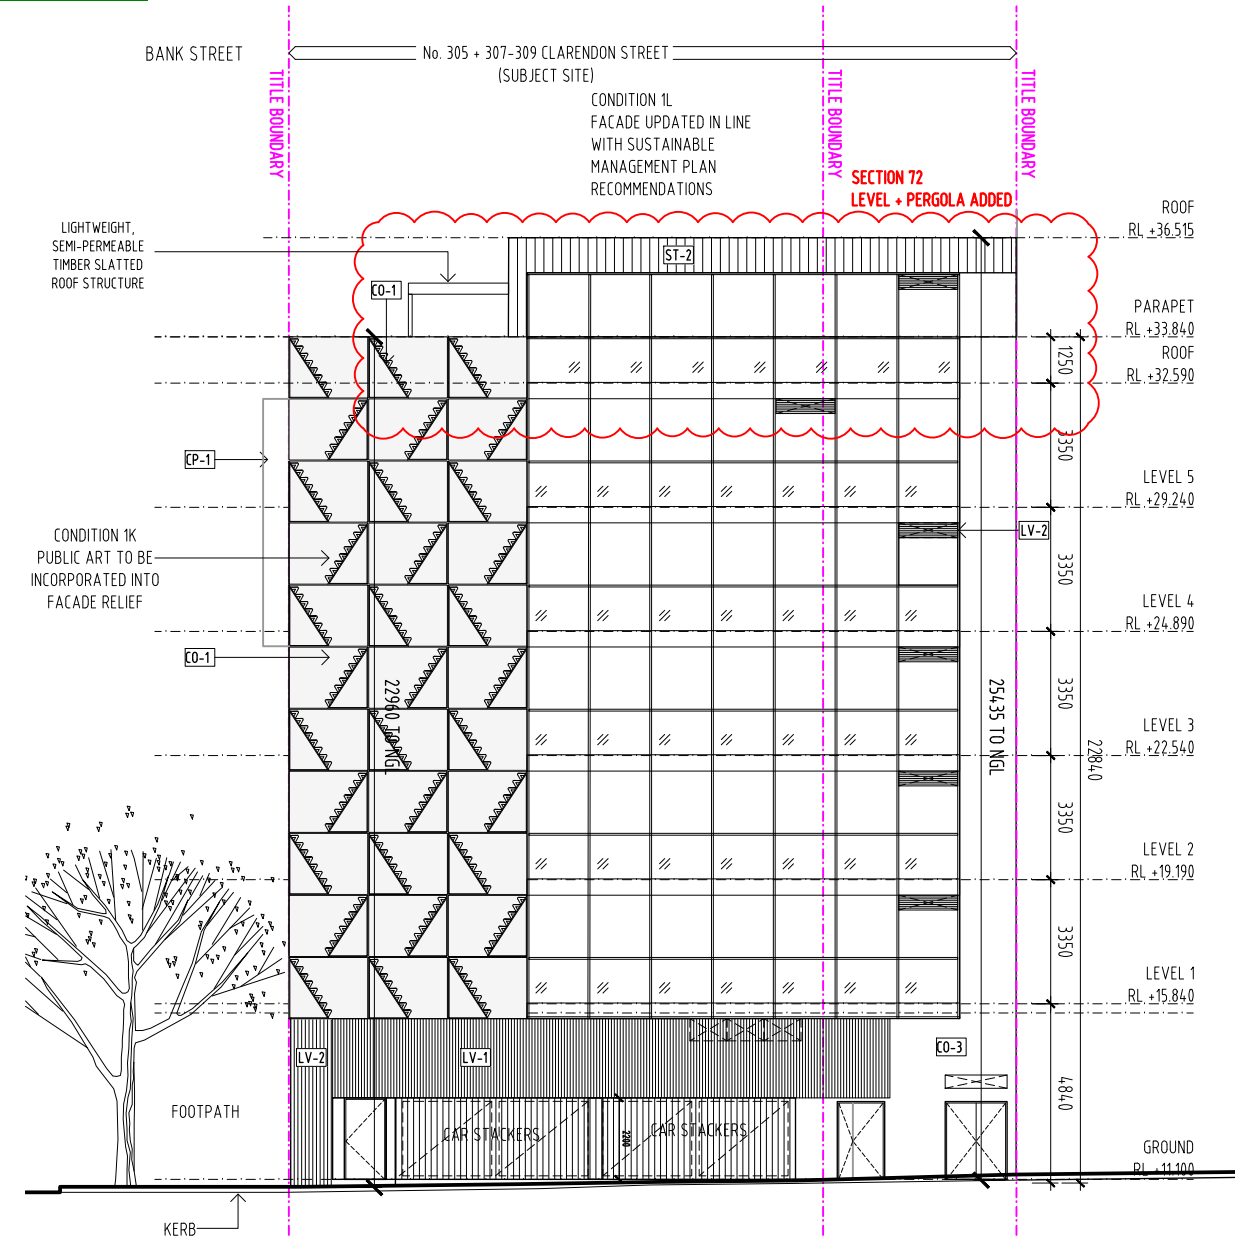 BANK STREET
No. 305 + 307-309 CLARENDON STREET
(SUBJECT SITE)
TITLE BOUNDARY
TITLE BOUNDARY
TITLE BOUNDARY
CONDITION 1L
FACADE UPDATED IN LINE
WITH SUSTAINABLE
MANAGEMENT PLAN
RECOMMENDATIONS
SECTION 72
LEVEL + PERGOLA ADDED
ROOF
RL +36.515
LIGHTWEIGHT,
SEMI-PERMEABLE
TIMBER SLATTED
ROOF STRUCTURE
ST-2
CO-1
PARAPET
RL +33.840
ROOF
RL +32.590
1250
3350
CP-1
LEVEL 5
RL +29.240
LV-2
CONDITION 1K
PUBLIC ART TO BE
INCORPORATED INTO
FACADE RELIEF
3350
LEVEL 4
RL +24.890
CO-1
3350
22960 TO NGL
25435 TO NGL
LEVEL 3
RL +22.540
22840
3350
LEVEL 2
RL +19.190
3350
LEVEL 1
RL +15.840
LV-2
LV-1
CO-3
4840
FOOTPATH
CAR STACKERS
2200
CAR STACKERS
GROUND
RL +11.100
KERB